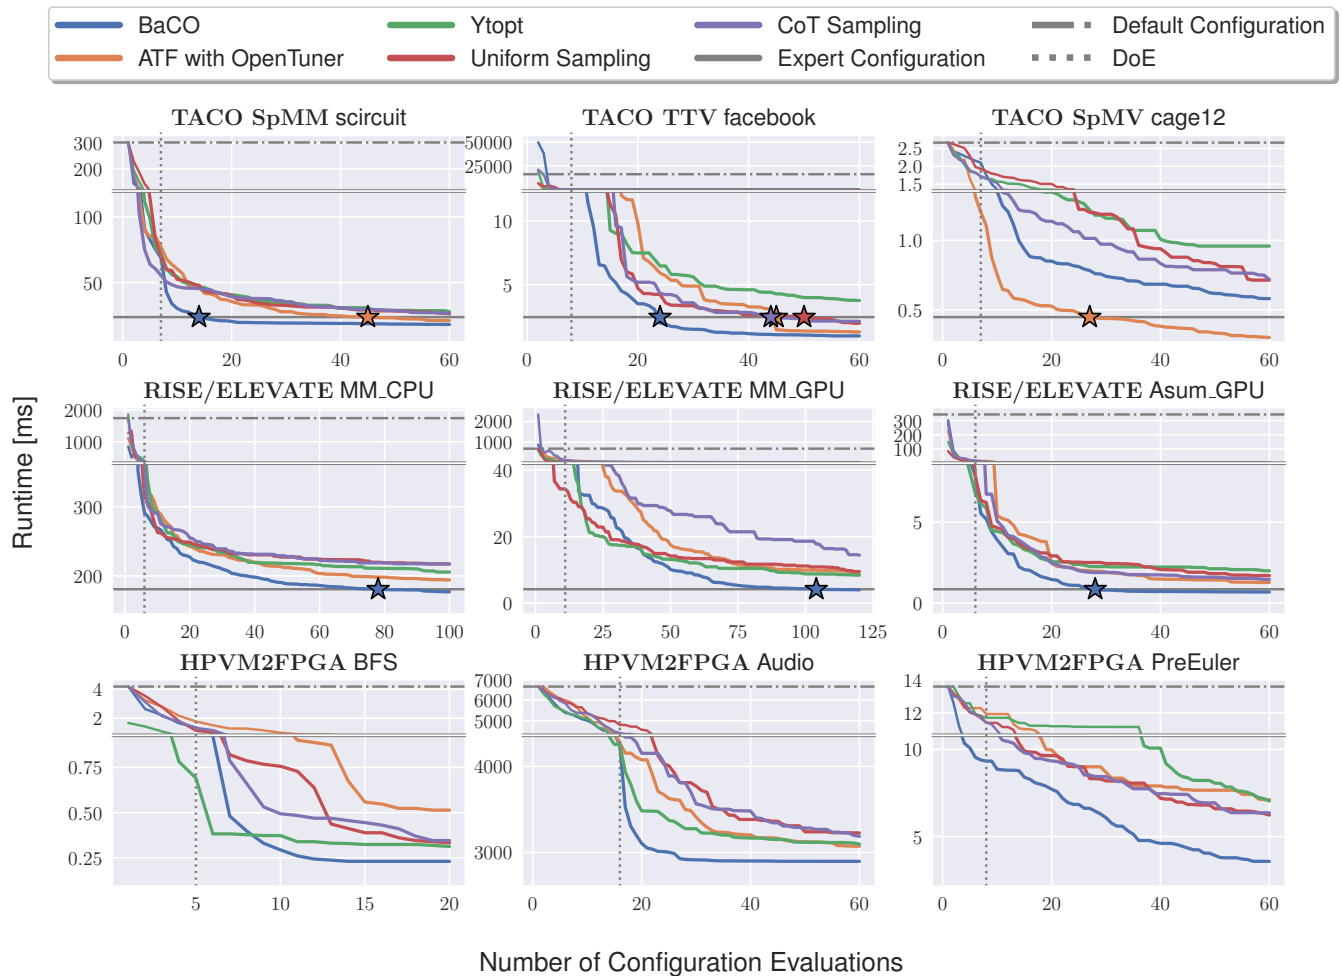 BaCO Ytopt CoT Sampling Default Configuration
ATF with OpenTuner Uniform Sampling Expert Configuration DoE
TACO SpMM scircuit TACO TTV facebook TACO SpMV cage12
300
200
100
50
0 20 40 60
50000
25000
10
5
0 20 40 60
2.5
2.0
1.5
1.0
0.5
0 20 40 60
RISE/ELEVATE MM_CPU RISE/ELEVATE MM_GPU RISE/ELEVATE Asum_GPU
2000
1000
300
200
0 20 40 60 80 100
2000
1000
40
20
0
0 25 50 75 100 125
300
200
100
5
0
0 20 40 60
HPVM2FPGA BFS HPVM2FPGA Audio HPVM2FPGA PreEuler
4
2
0.75
0.50
0.25
5 10 15 20
7000
6000
5000
4000
3000
0 20 40 60
14
12
10
5
0 20 40 60
Runtime [ms]
Number of Configuration Evaluations